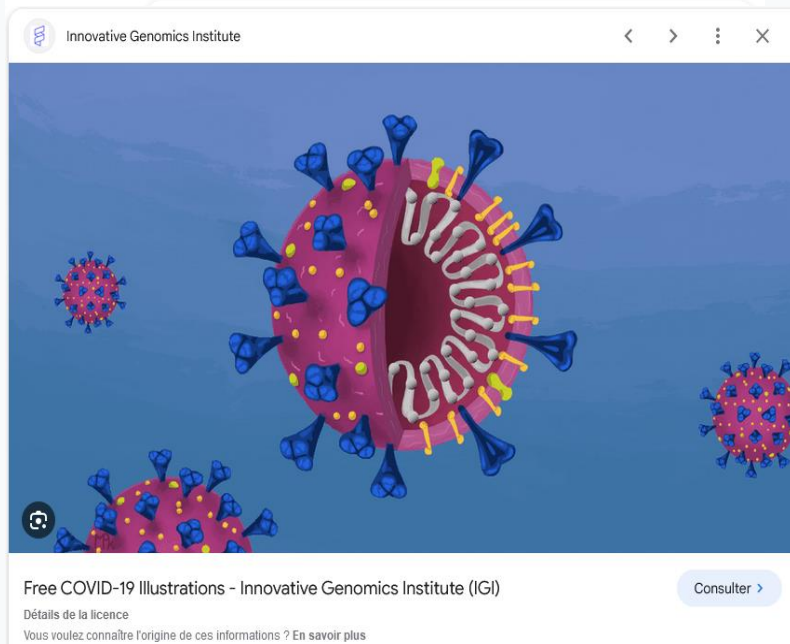 Innovative Genomics Institute
Free COVID-19 Illustrations - Innovative Genomics Institute (IGI)
Consulter >
Détails de la licence
Vous voulez connaître l'origine de ces informations ? En savoir plus